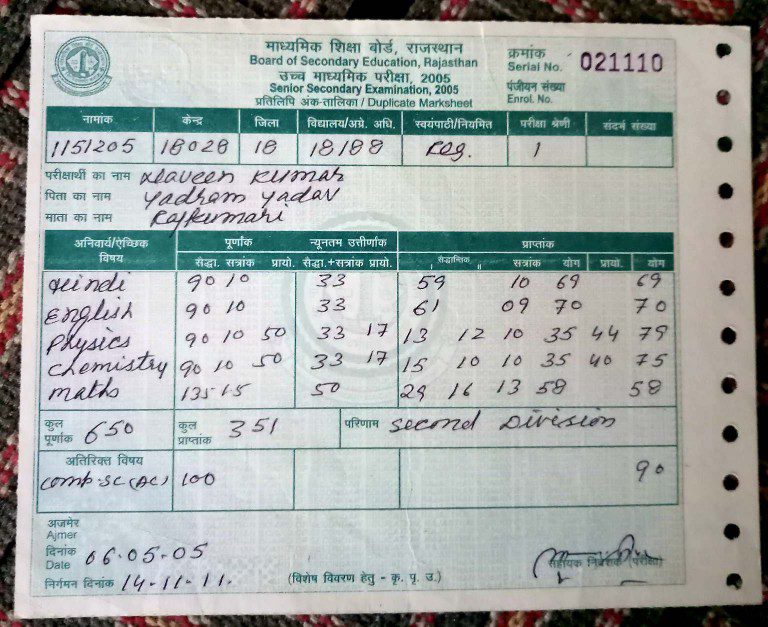 माध्यमिक शिक्षा बोर्ड, राजस्थान
Board of Secondary Education, Rajasthan
उच्च माध्यमिक परीक्षा, 2005
Senior Secondary Examination, 2005
प्रतिलिपि अंक-तालिका / Duplicate Marksheet
क्रमांक
Serial No. 021110
पंजीयन संख्या
Enrol. No.
नामांक केन्द्र जिला विद्यालय/अग्रे. अधि. स्वयंपाठी/नियमित परीक्षा श्रेणी संदर्भ संख्या
1151205 18028 18 18188 Reg. 1
परीक्षार्थी का नाम Naveen Kumar
पिता का नाम Yadram Yadav
माता का नाम Rajkumari
अनिवार्य/ऐच्छिक विषय पूर्णांक न्यूनतम उत्तीर्णांक प्राप्तांक
सैद्धा. सत्रांक प्रायो. सैद्धा.+सत्रांक प्रायो. I सैद्धान्तिक II सत्रांक योग प्रायो. योग
Hindi 90 10 33 59 10 69 69
English 90 10 33 61 09 70 70
Physics 90 10 50 33 17 13 12 10 35 44 79
Chemistry 90 10 50 33 17 15 10 10 35 40 75
Maths 135 15 50 29 16 13 58 58
कुल पूर्णांक 650 कुल प्राप्तांक 351 परिणाम Second Division
अतिरिक्त विषय
Comp.Sc(AC) 100 90
अजमेर
Ajmer
दिनांक
Date 06-05-05
निर्गमन दिनांक 14-11-11. (विशेष विवरण हेतु - कृ. पृ. उ.)
सहायक निदेशक (परीक्षा)